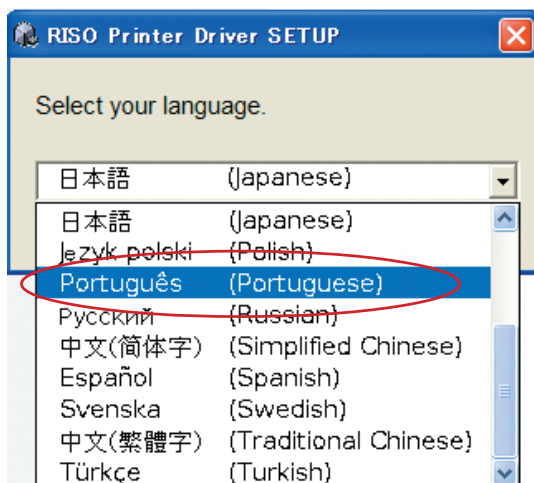 RISO Printer Driver SETUP
Select your language.
日本語 (Japanese)
日本語 (Japanese)
Język polski (Polish)
Português (Portuguese)
Русский (Russian)
中文(简体字) (Simplified Chinese)
Español (Spanish)
Svenska (Swedish)
中文(繁體字) (Traditional Chinese)
Türkçe (Turkish)